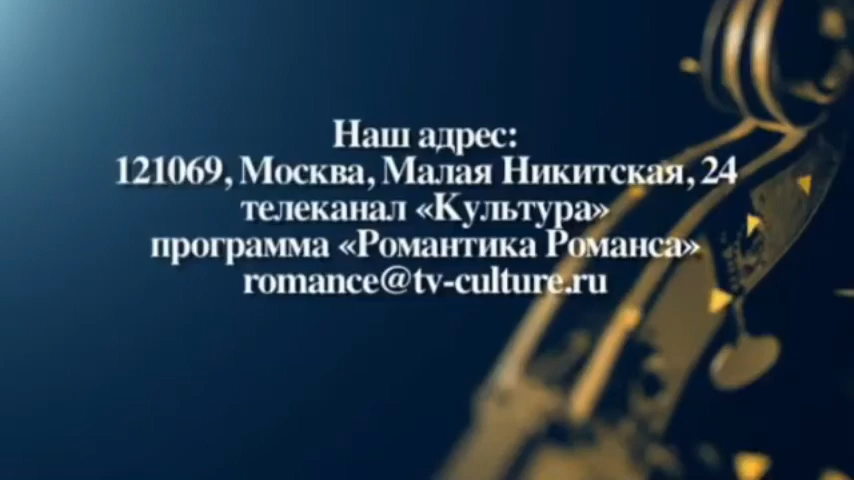 Наш адрес:
121069, Москва, Малая Никитская, 24
телеканал «Культура»
программа «Романтика Романса»
romance@tv-culture.ru